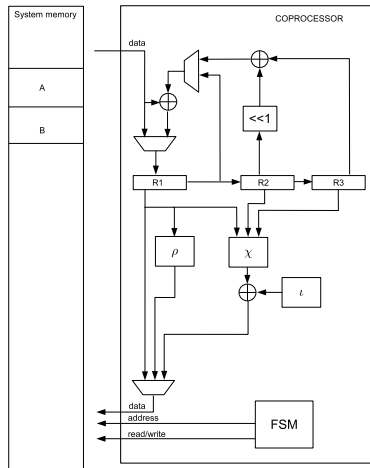 System memory
COPROCESSOR
data
A
B
<<1
R1
R2
R3
ρ
χ
ι
data
address
read/write
FSM